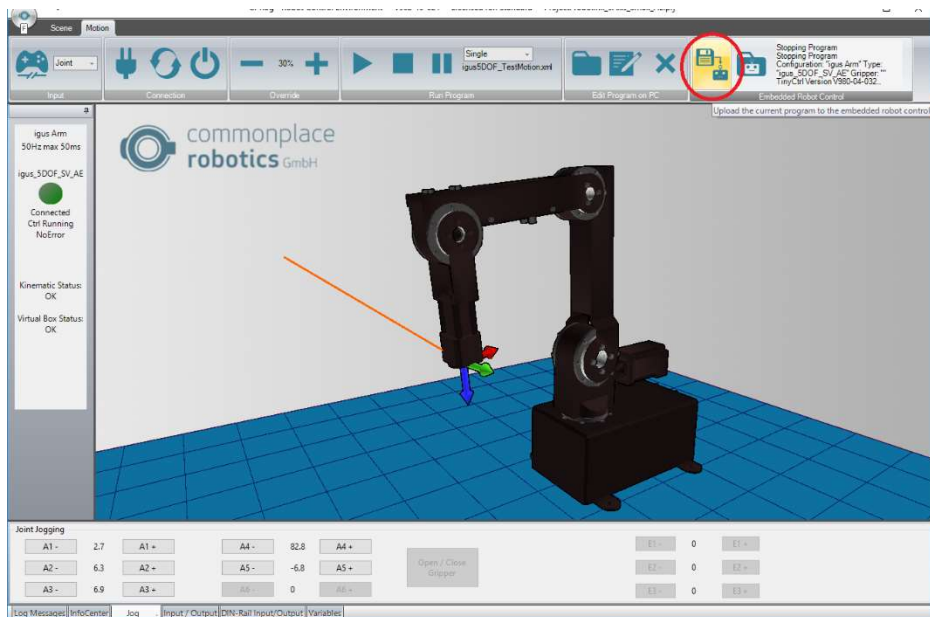 Scene
Motion
Joint
30%
Single
igus5DOF_TestMotion.xml
Stopping Program
Stopping Program
Configuration: "igus Arm" Type:
"igus_5DOF_SV_AE" Gripper: ""
TinyCtrl Version V980-04-032...
Input
Connection
Override
Run Program
Edit Program on PC
Embedded Robot Control
Upload the current program to the embedded robot control
igus Arm
50Hz max 50ms
igus_5DOF_SV_AE
Connected
Ctrl Running
NoError
Kinematic Status:
OK
Virtual Box Status:
OK
commonplace
robotics GmbH
Joint Jogging
A1 - 2.7 A1 + A4 - 82.8 A4 + E1 - 0 E1 +
A2 - 6.3 A2 + A5 - -6.8 A5 + Open / Close Gripper E2 - 0 E2 +
A3 - 6.9 A3 + A6 - 0 A6 + E3 - 0 E3 +
Log Messages InfoCenter Jog Input / Output DIN-Rail Input/Output Variables